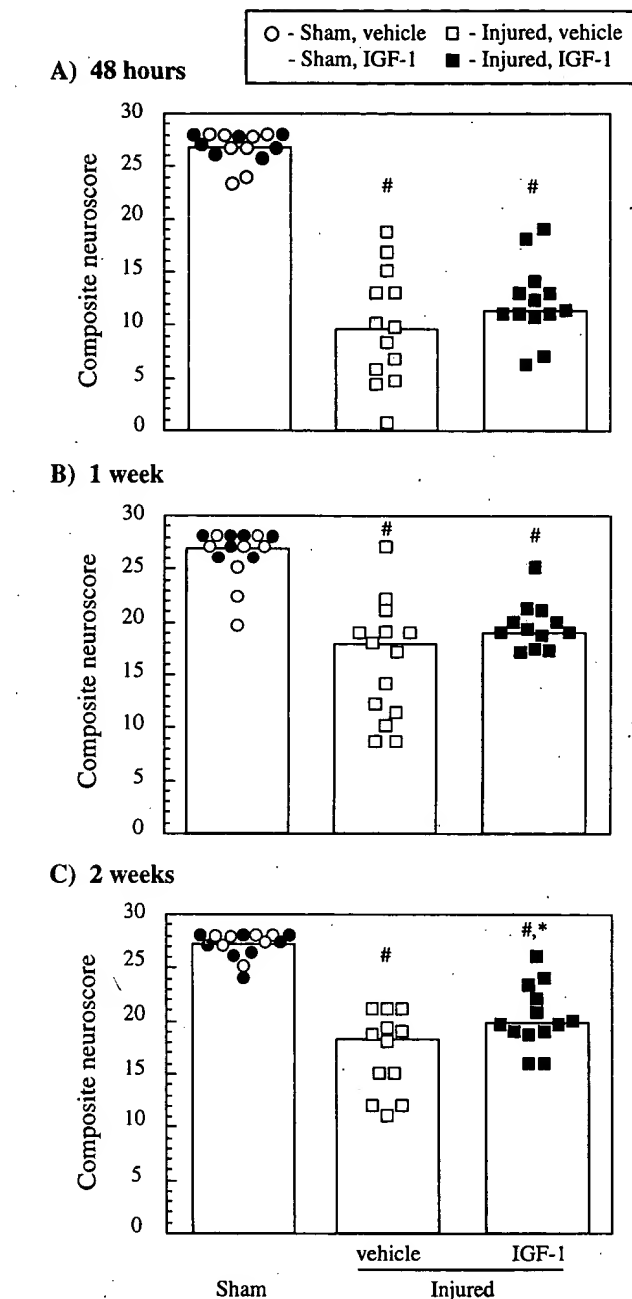 ○ - Sham, vehicle □ - Injured, vehicle
- Sham, IGF-1 ■ - Injured, IGF-1
A) 48 hours
Composite neuroscore
30
25
20
15
10
5
0
#
#
B) 1 week
Composite neuroscore
30
25
20
15
10
5
0
#
#
C) 2 weeks
Composite neuroscore
30
25
20
15
10
5
0
#
#,*
vehicle IGF-1
Sham Injured